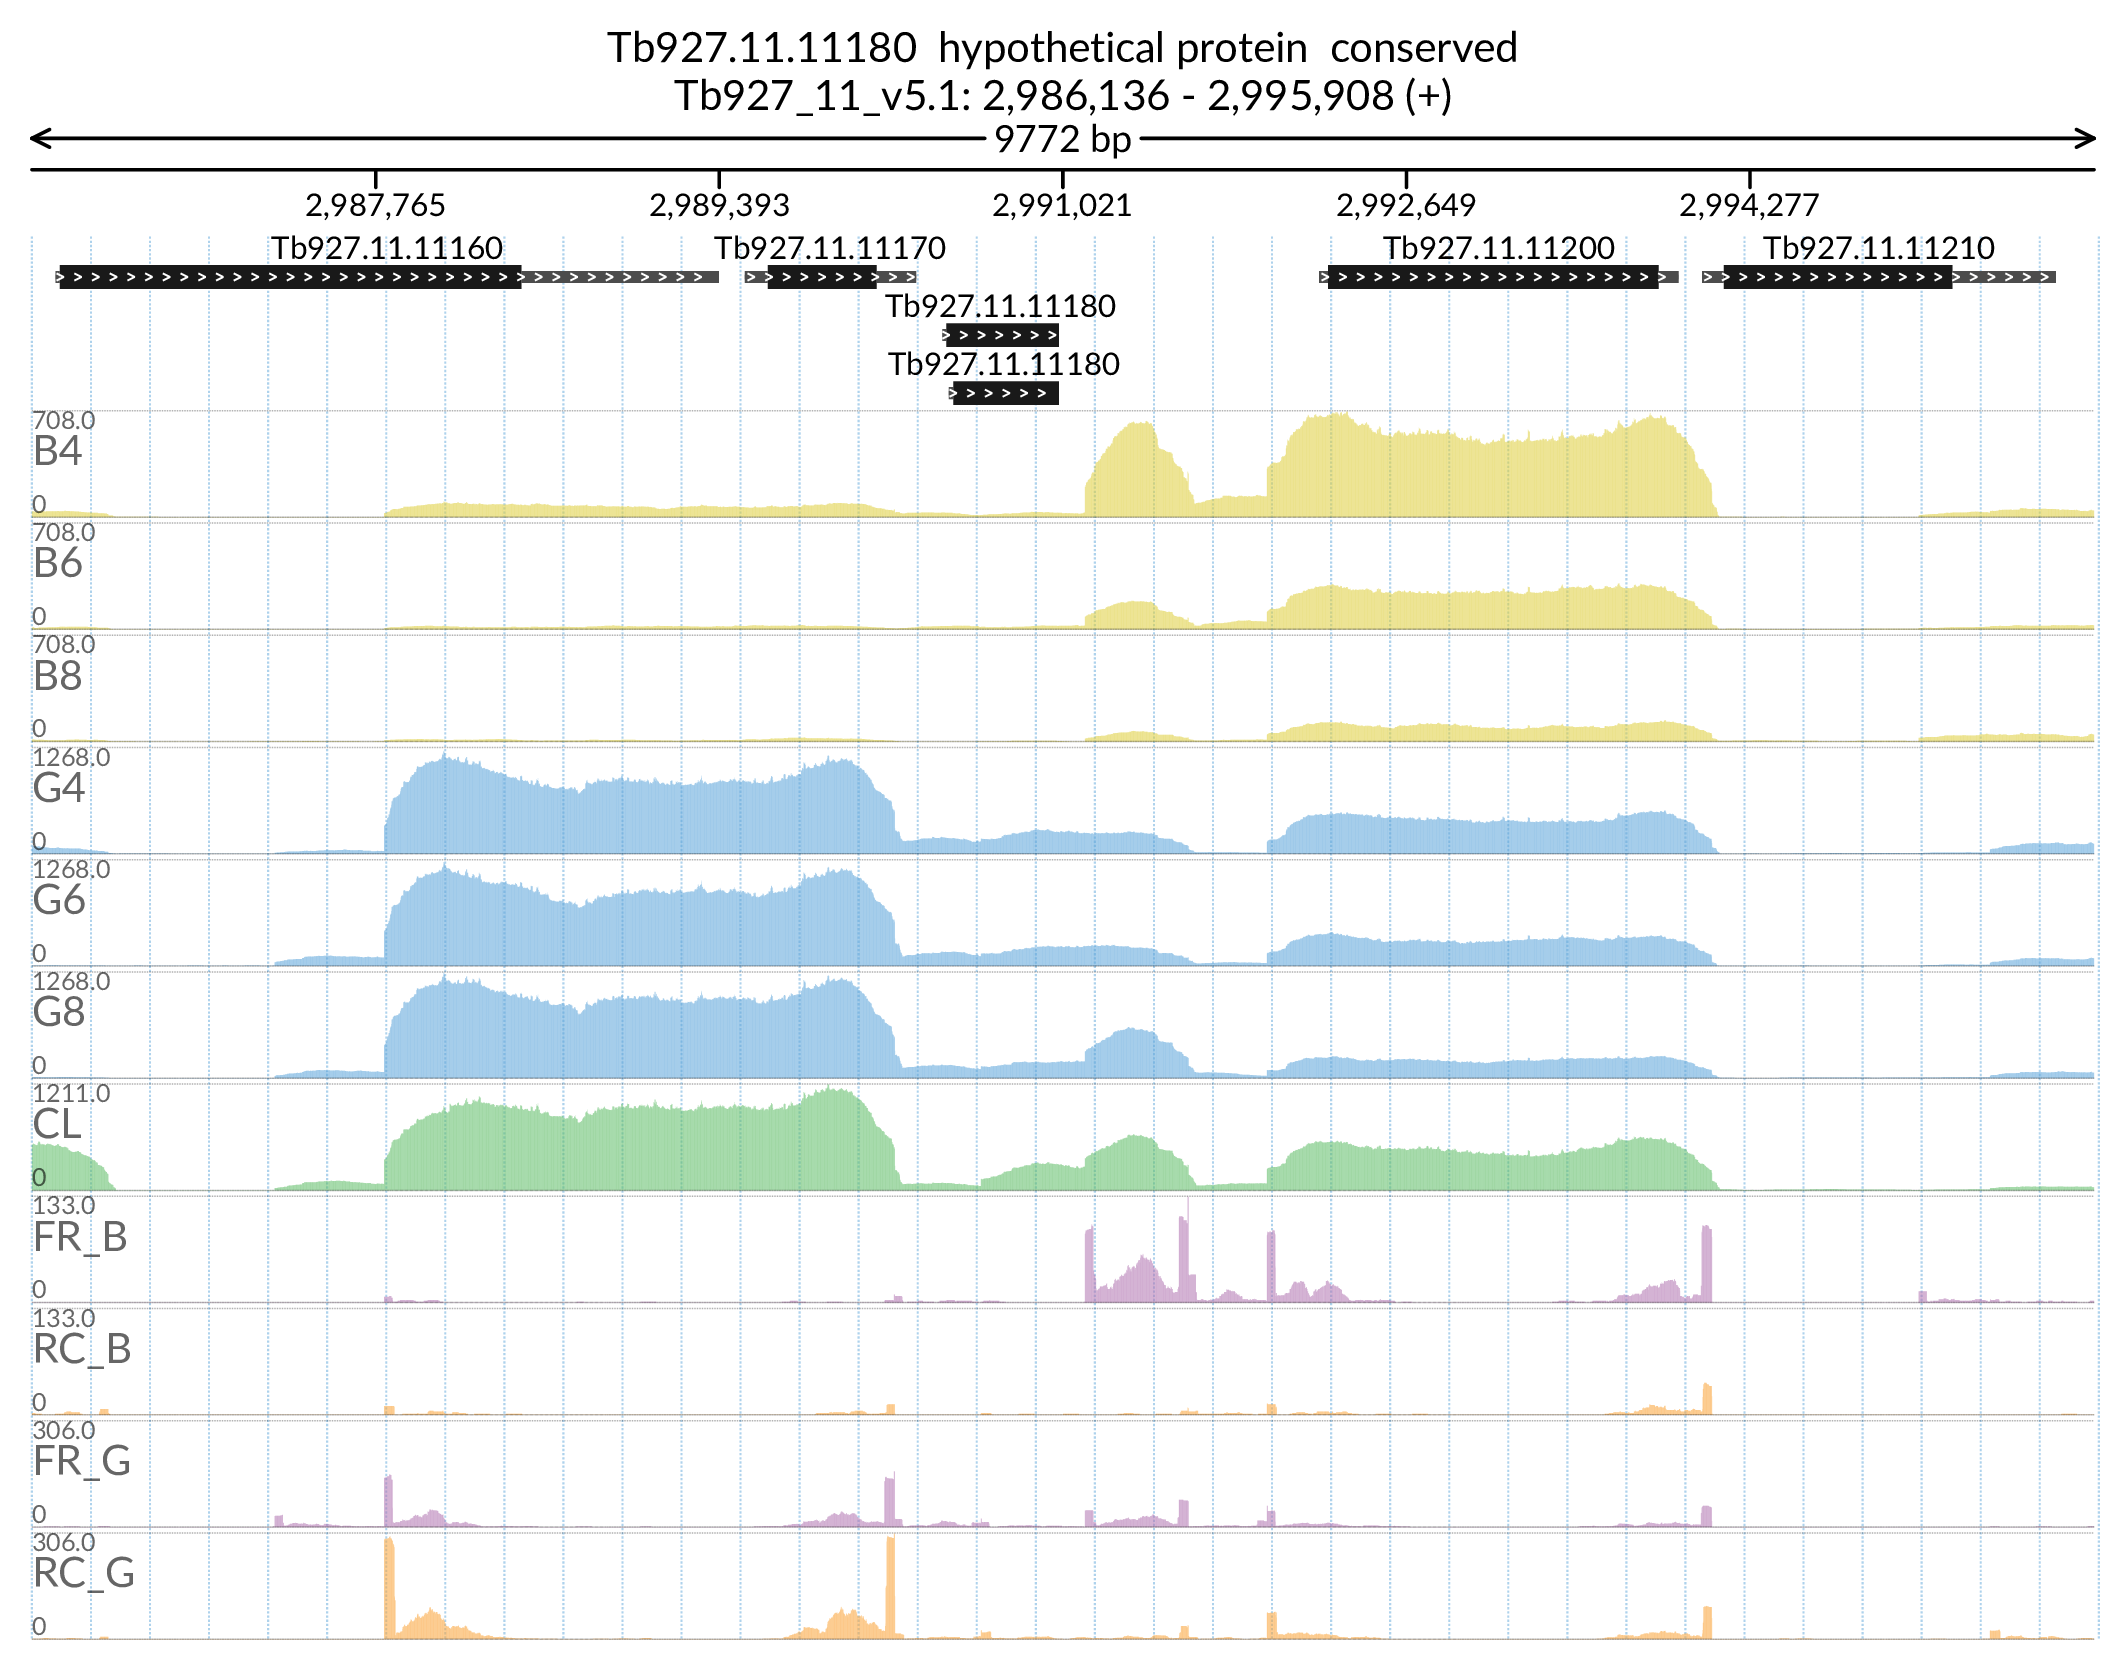 Tb927.11.11180 hypothetical protein conserved
Tb927_11_v5.1: 2,986,136 - 2,995,908 (+)
9772 bp
2,987,765 2,989,393 2,991,021 2,992,649 2,994,277
Tb927.11.11160 Tb927.11.11170 Tb927.11.11200 Tb927.11.11210
Tb927.11.11180
Tb927.11.11180
708.0
B4
0
708.0
B6
0
708.0
B8
0
1268.0
G4
0
1268.0
G6
0
1268.0
G8
0
1211.0
CL
0
133.0
FR_B
0
133.0
RC_B
0
306.0
FR_G
0
306.0
RC_G
0